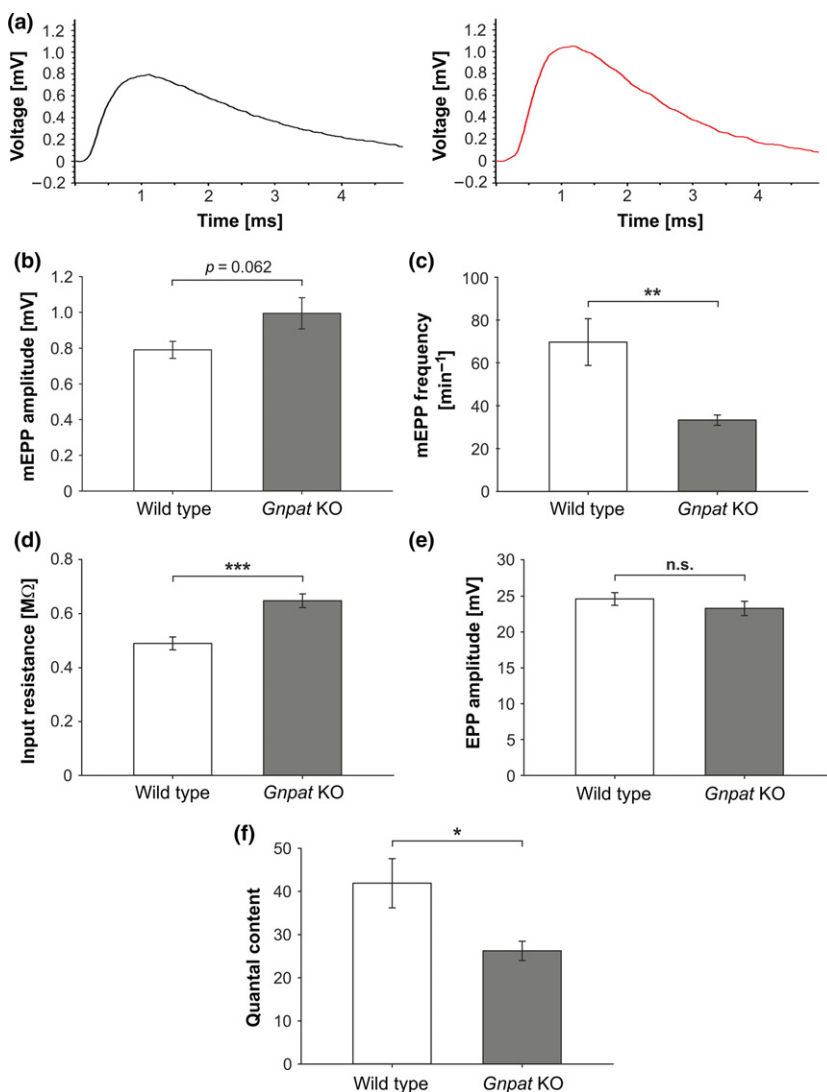 (a)
1.2
1.0
0.8
0.6
0.4
0.2
0
–0.2
Voltage [mV]
1 2 3 4
Time [ms]
1.2
1.0
0.8
0.6
0.4
0.2
0
–0.2
Voltage [mV]
1 2 3 4
Time [ms]
(b)
p = 0.062
1.2
1.0
0.8
0.6
0.4
0.2
0
mEPP amplitude [mV]
Wild type Gnpat KO
(c)
**
100
80
60
40
20
0
mEPP frequency
[min⁻¹]
Wild type Gnpat KO
(d)
***
0.8
0.6
0.4
0.2
0
Input resistance [MΩ]
Wild type Gnpat KO
(e)
n.s.
30
25
20
15
10
5
0
EPP amplitude [mV]
Wild type Gnpat KO
(f)
*
50
40
30
20
10
0
Quantal content
Wild type Gnpat KO